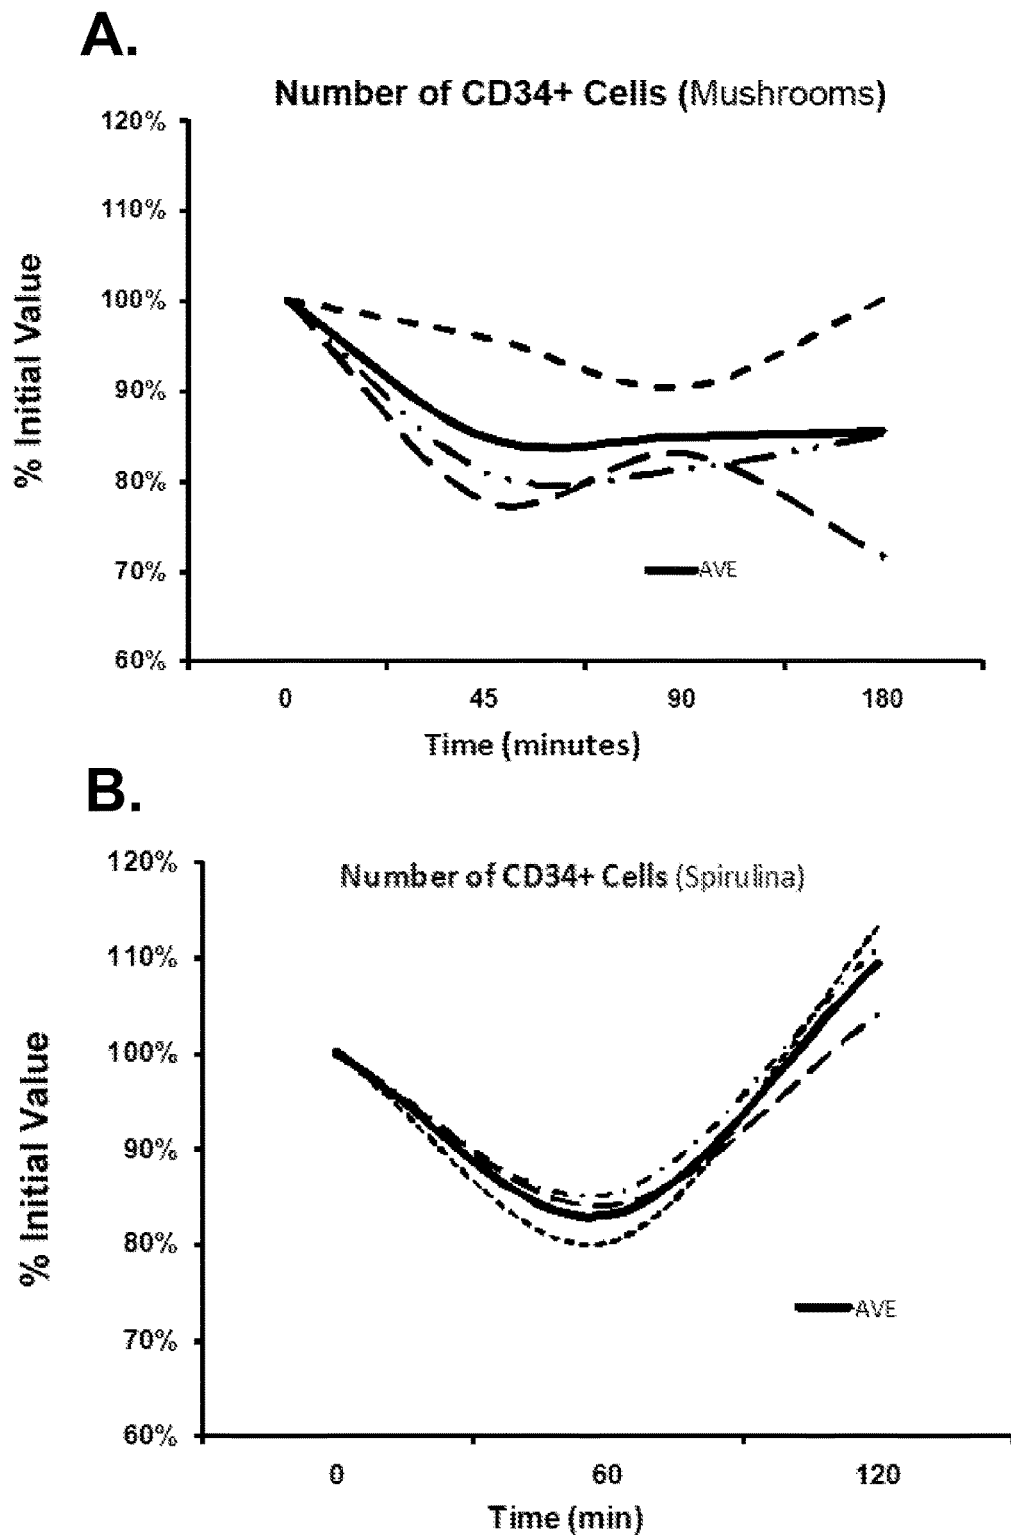 A.
Number of CD34+ Cells (Mushrooms)
120%
110%
100%
90%
80%
70%
60%
% Initial Value
AVE
0 45 90 180
Time (minutes)
B.
Number of CD34+ Cells (Spirulina)
120%
110%
100%
90%
80%
70%
60%
% Initial Value
AVE
0 60 120
Time (min)